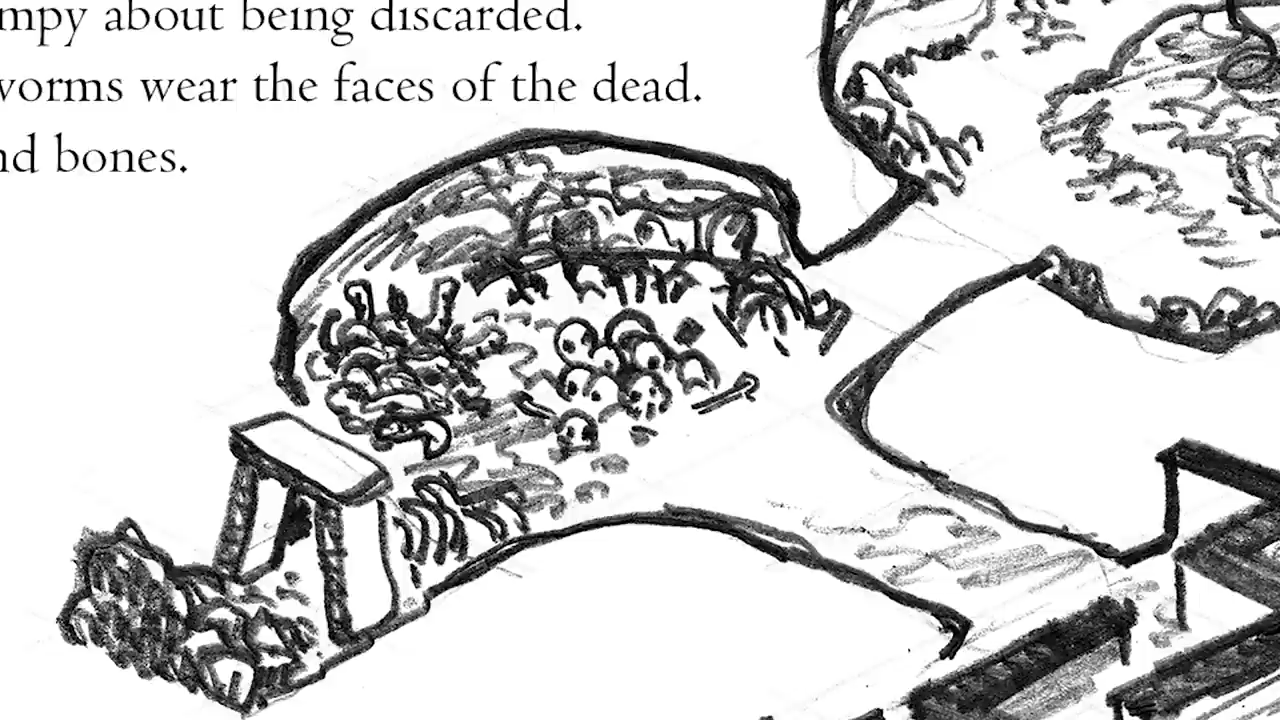 mpy about being discarded.
worms wear the faces of the dead.
nd bones.